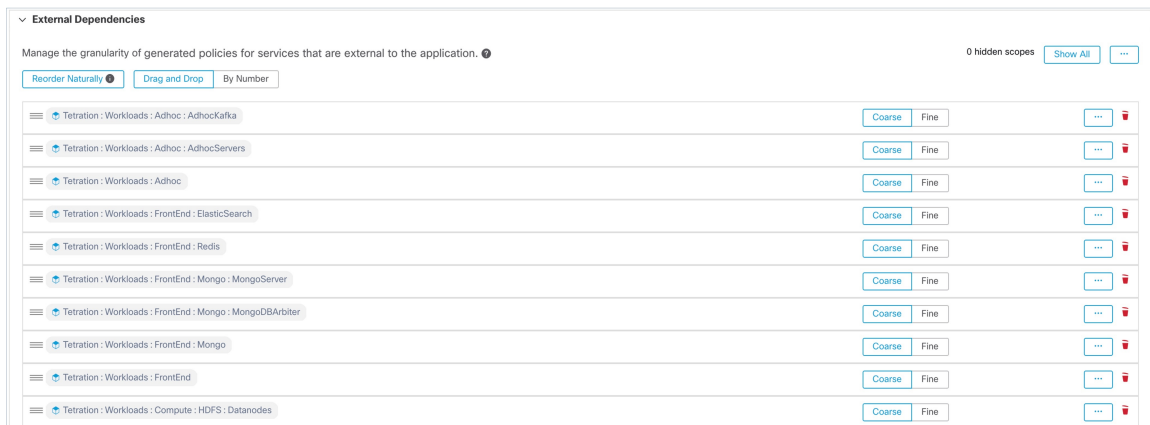 External Dependencies
Manage the granularity of generated policies for services that are external to the application. ?
0 hidden scopes Show All ...
Reorder Naturally i Drag and Drop By Number
Tetration : Workloads : Adhoc : AdhocKafka Coarse Fine ...
Tetration : Workloads : Adhoc : AdhocServers Coarse Fine ...
Tetration : Workloads : Adhoc Coarse Fine ...
Tetration : Workloads : FrontEnd : ElasticSearch Coarse Fine ...
Tetration : Workloads : FrontEnd : Redis Coarse Fine ...
Tetration : Workloads : FrontEnd : Mongo : MongoServer Coarse Fine ...
Tetration : Workloads : FrontEnd : Mongo : MongoDBArbiter Coarse Fine ...
Tetration : Workloads : FrontEnd : Mongo Coarse Fine ...
Tetration : Workloads : FrontEnd Coarse Fine ...
Tetration : Workloads : Compute : HDFS : Datanodes Coarse Fine ...